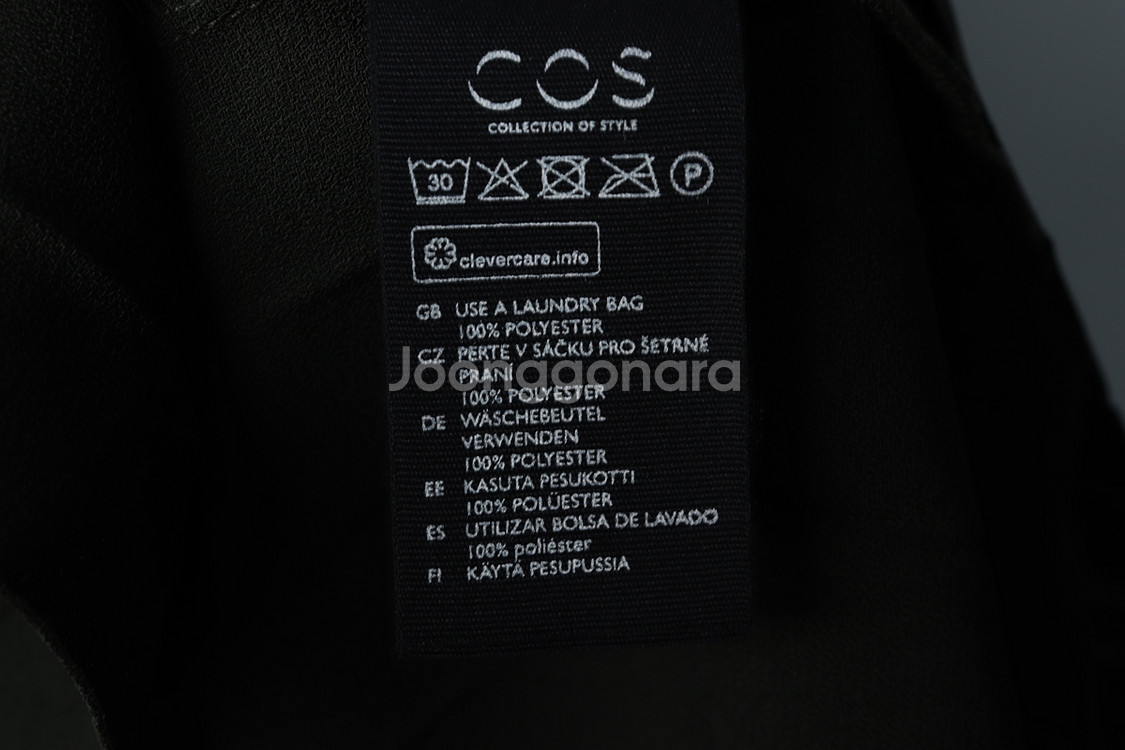 COS
COLLECTION OF STYLE
30 P
clevercare.info
GB USE A LAUNDRY BAG
100% POLYESTER
CZ PERTE V SÁČKU PRO ŠETRNÉ
PRANÍ
100% POLYESTER
DE WÄSCHEBEUTEL
VERWENDEN
100% POLYESTER
EE KASUTA PESUKOTTI
100% POLÜESTER
ES UTILIZAR BOLSA DE LAVADO
100% poliéster
FI KÄYTÄ PESUPUSSIA
Joongonara